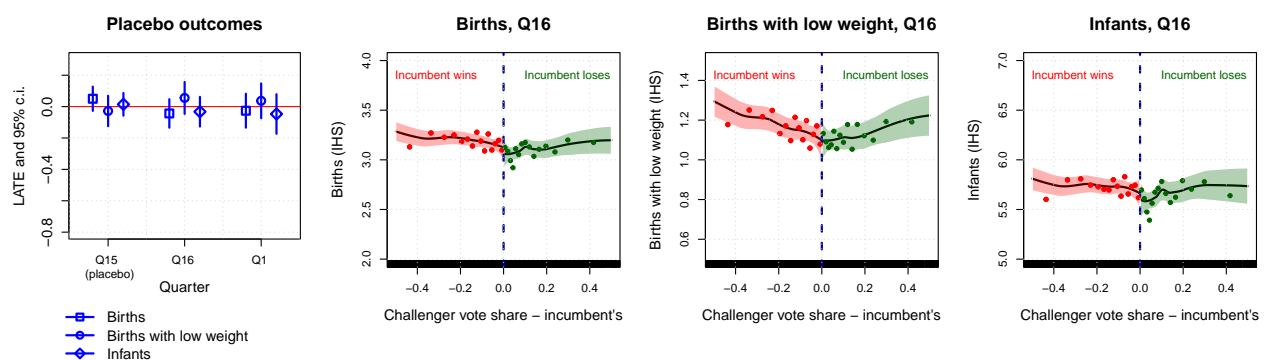 Placebo outcomes
LATE and 95% c.i.
0.0
−0.4
−0.8
Q15
(placebo)
Q16
Q1
Quarter
Births
Births with low weight
Infants
Births, Q16
Births (IHS)
4.0
3.5
3.0
2.5
2.0
Incumbent wins
Incumbent loses
−0.4 −0.2 0.0 0.2 0.4
Challenger vote share − incumbent's
Births with low weight, Q16
Births with low weight (IHS)
1.4
1.2
1.0
0.8
0.6
Incumbent wins
Incumbent loses
−0.4 −0.2 0.0 0.2 0.4
Challenger vote share − incumbent's
Infants, Q16
Infants (IHS)
7.0
6.5
6.0
5.5
5.0
Incumbent wins
Incumbent loses
−0.4 −0.2 0.0 0.2 0.4
Challenger vote share − incumbent's